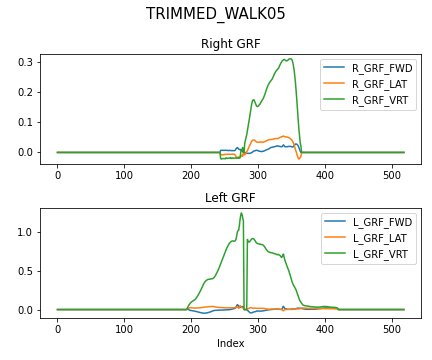 TRIMMED_WALK05
Right GRF
0.3
0.2
0.1
0.0
R_GRF_FWD
R_GRF_LAT
R_GRF_VRT
0 100 200 300 400 500
Left GRF
1.0
0.5
0.0
L_GRF_FWD
L_GRF_LAT
L_GRF_VRT
0 100 200 300 400 500
Index